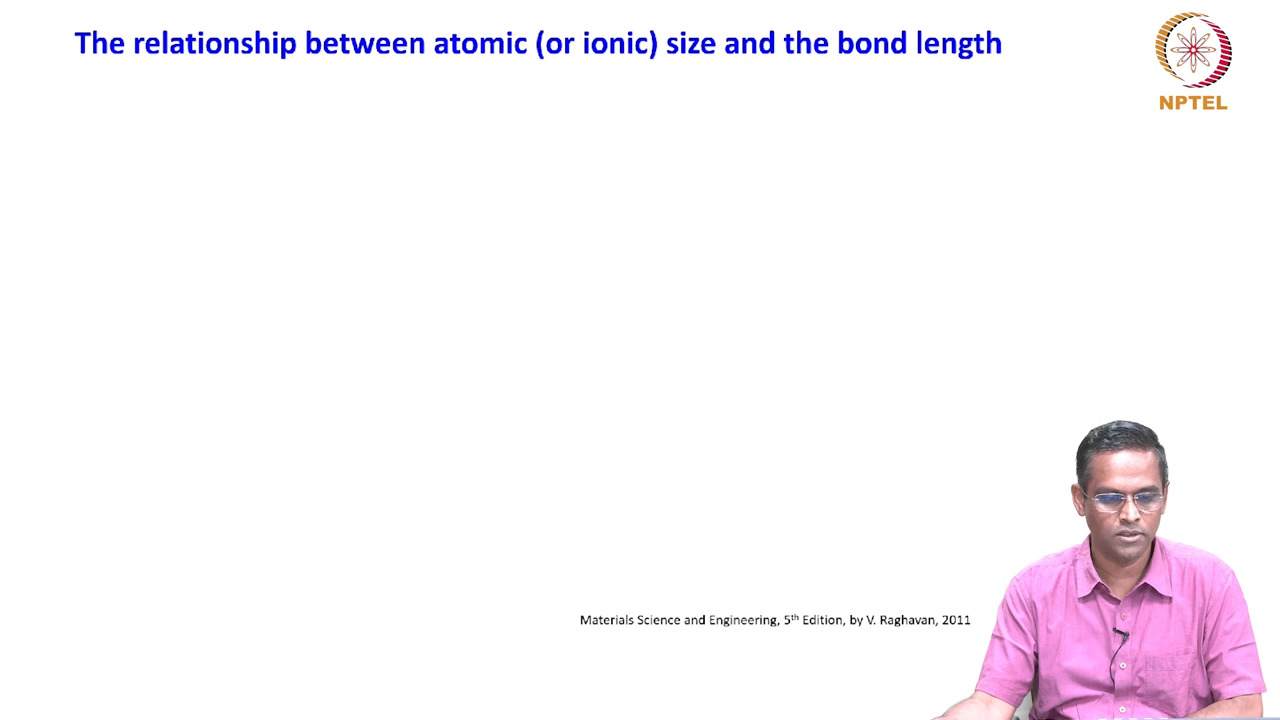 The relationship between atomic (or ionic) size and the bond length
NPTEL
Materials Science and Engineering, 5th Edition, by V. Raghavan, 2011